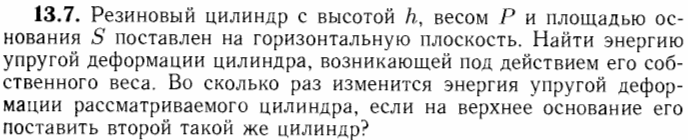 13.7. Резиновый цилиндр с высотой h, весом P и площадью ос-
нования S поставлен на горизонтальную плоскость. Найти энергию
упругой деформации цилиндра, возникающей под действием его соб-
ственного веса. Во сколько раз изменится энергия упругой дефор-
мации рассматриваемого цилиндра, если на верхнее основание его
поставить второй такой же цилиндр?